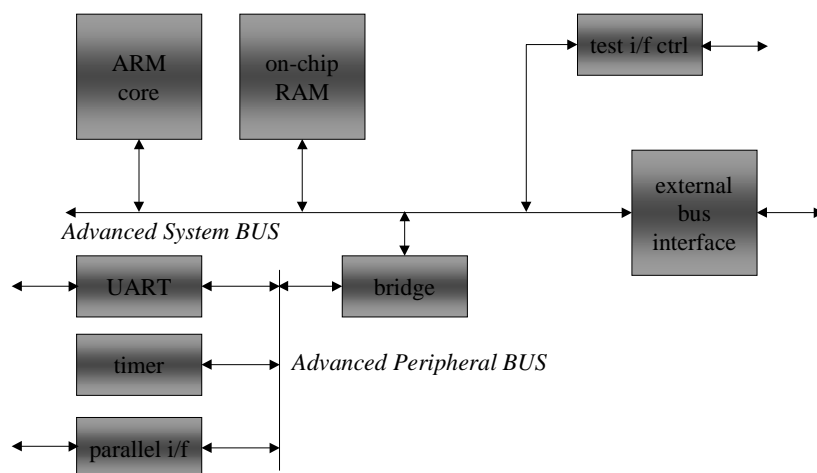 ARM
core
on-chip
RAM
test i/f ctrl
external
bus
interface
Advanced System BUS
UART
bridge
timer
Advanced Peripheral BUS
parallel i/f